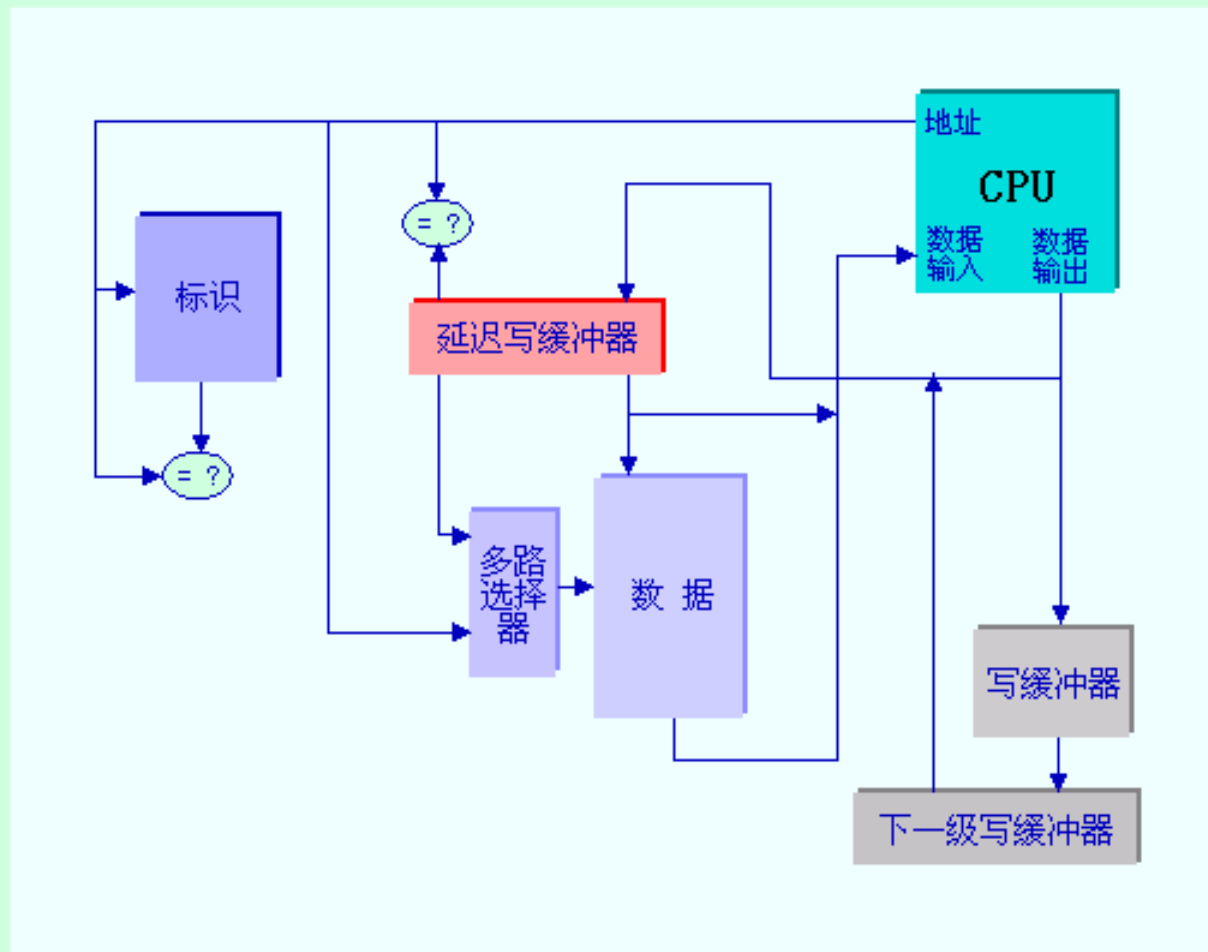 地址
CPU
= ?
数据
输入
数据
输出
标识
延迟写缓冲器
= ?
多路
选择
器
数 据
写缓冲器
下一级写缓冲器